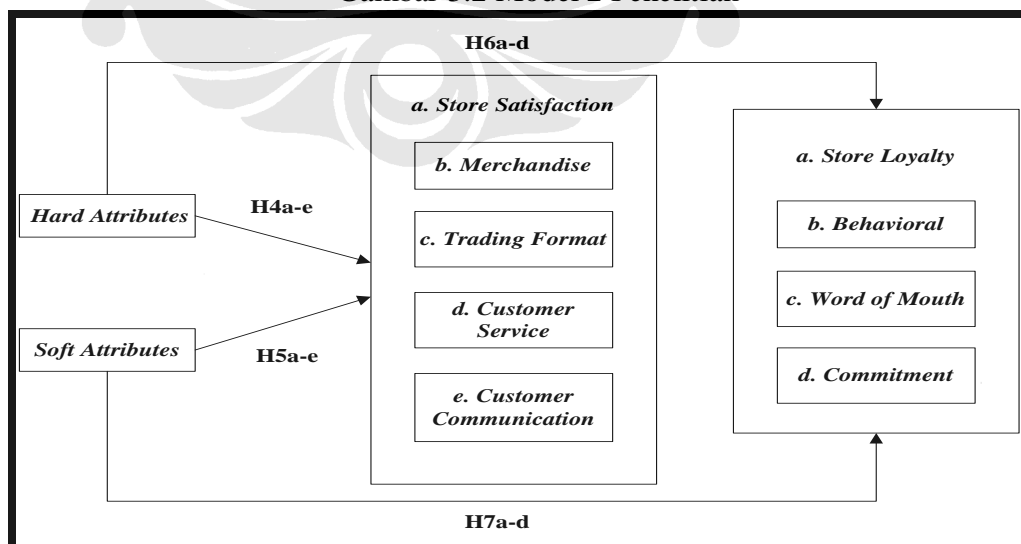 Gambar 3.2 Model 2 Penelitian
H6a-d
a. Store Satisfaction
b. Merchandise
c. Trading Format
d. Customer
Service
e. Customer
Communication
Hard Attributes
H4a-e
Soft Attributes
H5a-e
a. Store Loyalty
b. Behavioral
c. Word of Mouth
d. Commitment
H7a-d